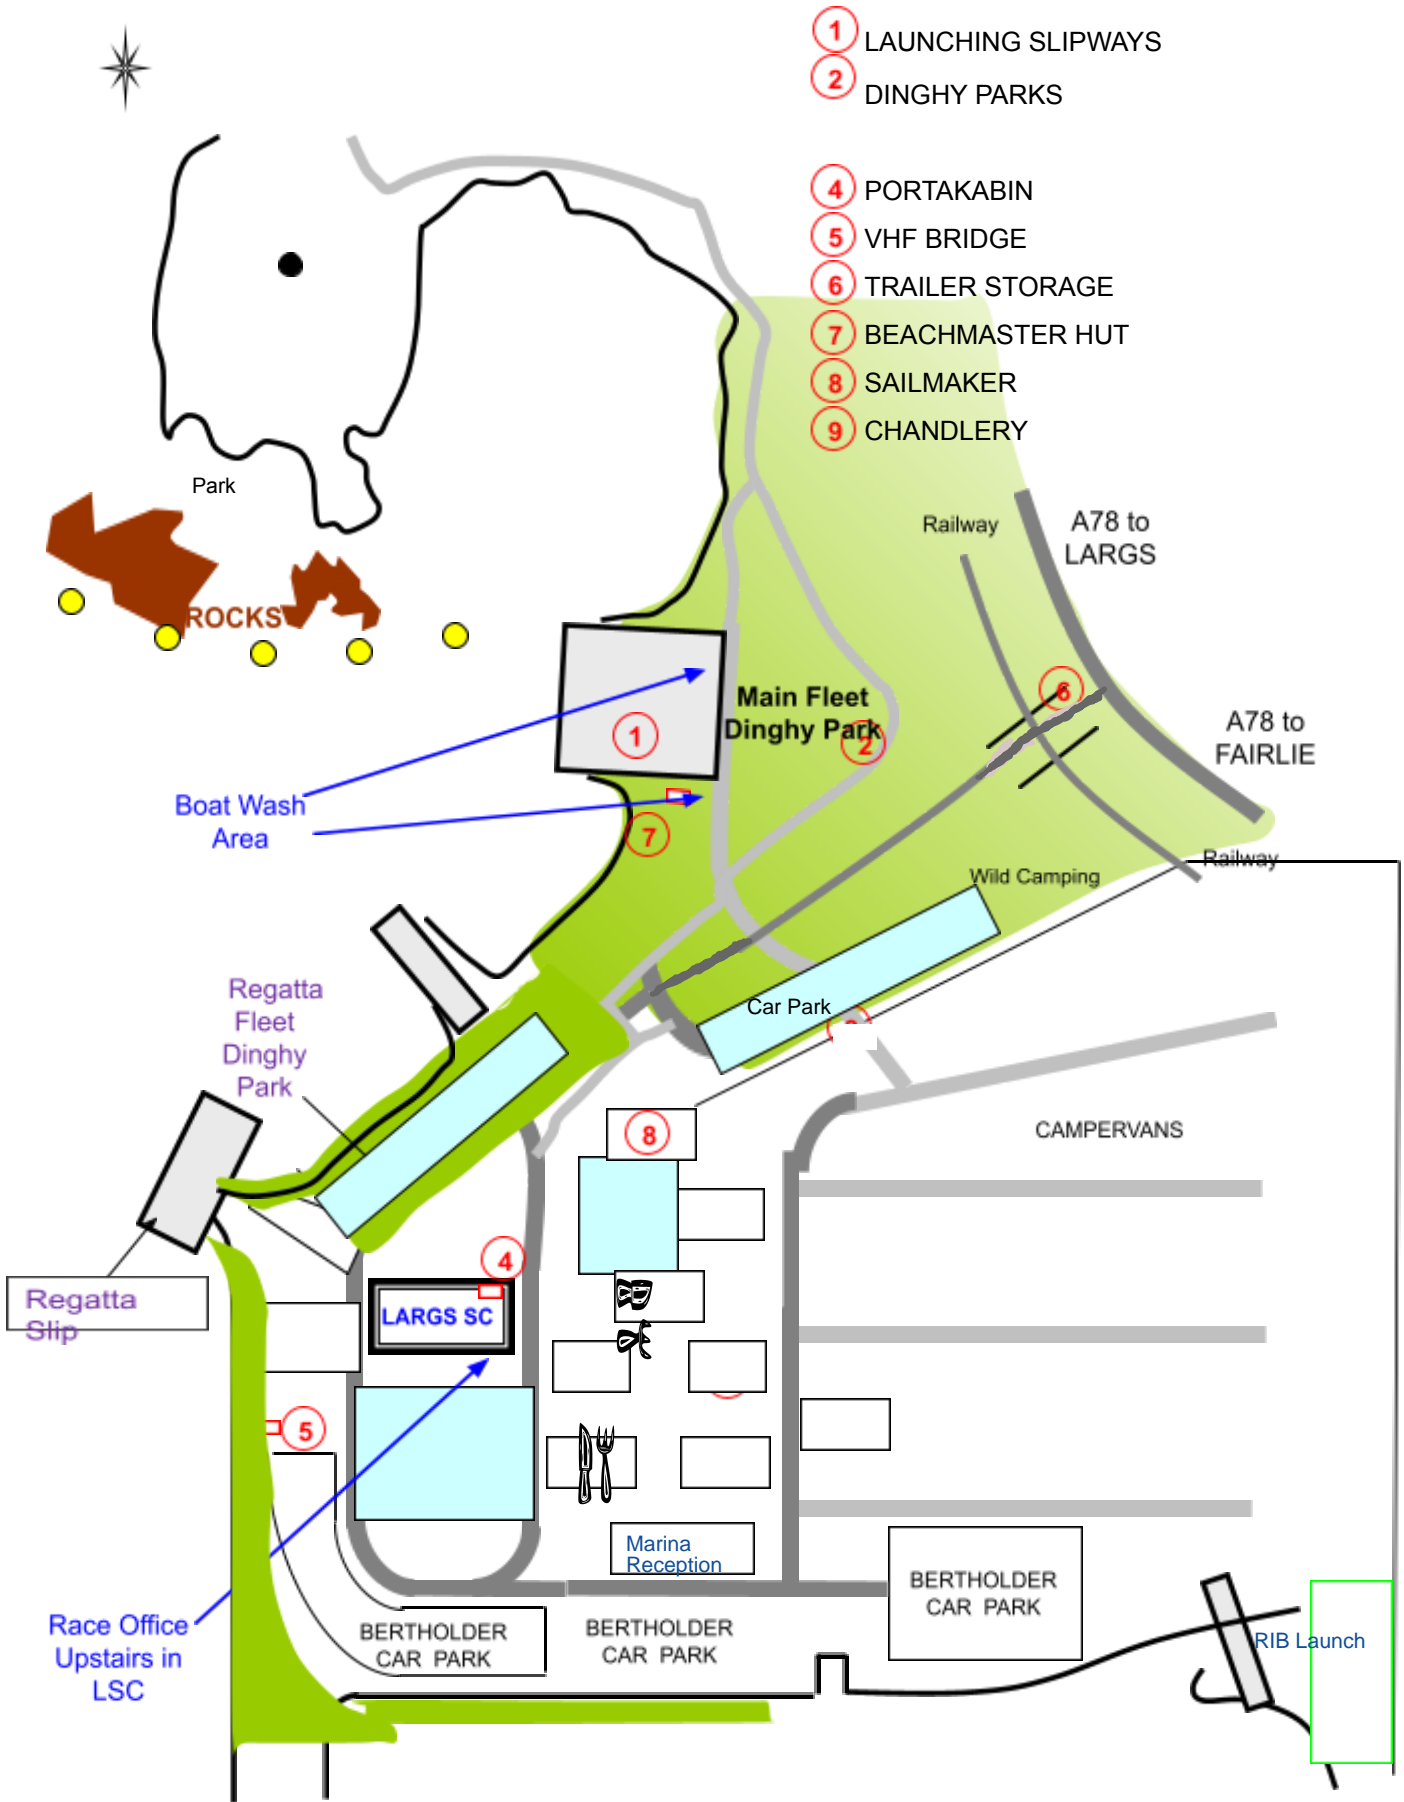 1 LAUNCHING SLIPWAYS
2 DINGHY PARKS
4 PORTAKABIN
5 VHF BRIDGE
6 TRAILER STORAGE
7 BEACHMASTER HUT
8 SAILMAKER
9 CHANDLERY
Park
ROCKS
Railway
A78 to
LARGS
6
A78 to
FAIRLIE
Main Fleet
Dinghy Park
1
2
Boat Wash
Area
7
Railway
Wild Camping
Car Park
Regatta
Fleet
Dinghy
Park
8
CAMPERVANS
4
Regatta
Slip
LARGS SC
5
Marina
Reception
BERTHOLDER
CAR PARK
BERTHOLDER
CAR PARK
BERTHOLDER
CAR PARK
RIB Launch
Race Office
Upstairs in
LSC